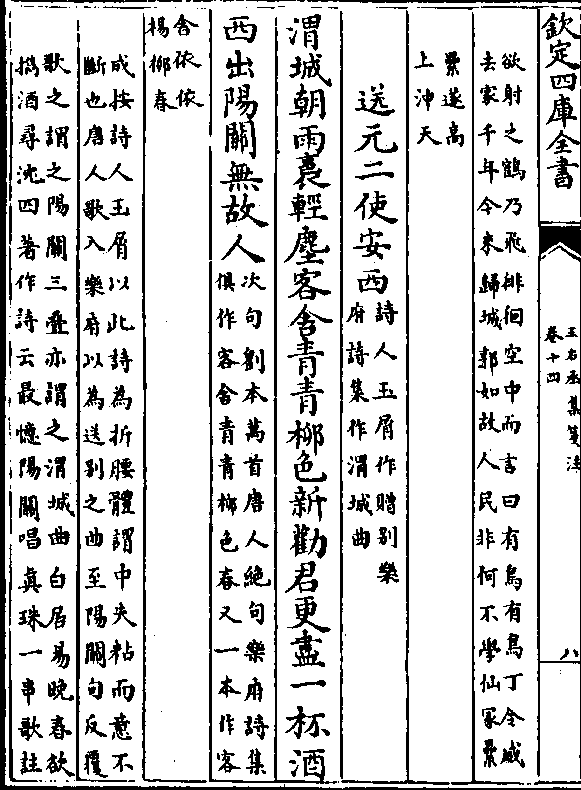 欽定四庫全書
王右丞集箋注
卷十四
八
欲射之鶴乃飛徘徊空中而言曰有鳥有鳥丁令威
去家千年今來歸城郭如故人民非何不學仙冢纍
纍遂高
上沖天
送元二使安西
詩人玉屑作贈别樂
府詩集作渭城曲
渭城朝雨裛輕塵客舍青青柳色新勸君更盡一杯酒
西出陽關無故人
次句劉本萬首唐人絶句樂府詩集
俱作客舍青青栁色春又一本作客
舍依依
楊栁春
成按詩人玉屑以此詩為折腰體謂中失粘而意不
斷也唐人歌入樂府以為送别之曲至陽關句反覆
歌之謂之陽關三疊亦謂之渭城曲白居易晚春欲
擕酒尋沈四著作詩云最憶陽關唱眞珠一串歌註